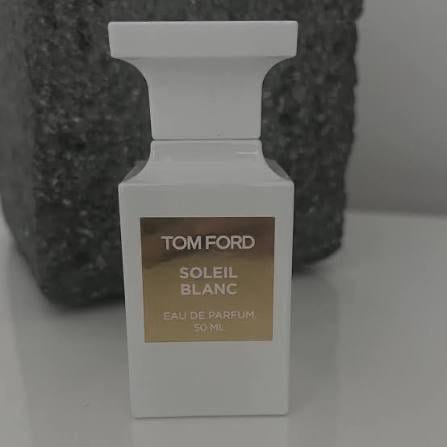 TOM FORD
SOLEIL
BLANC
EAU DE PARFUM
50 ML